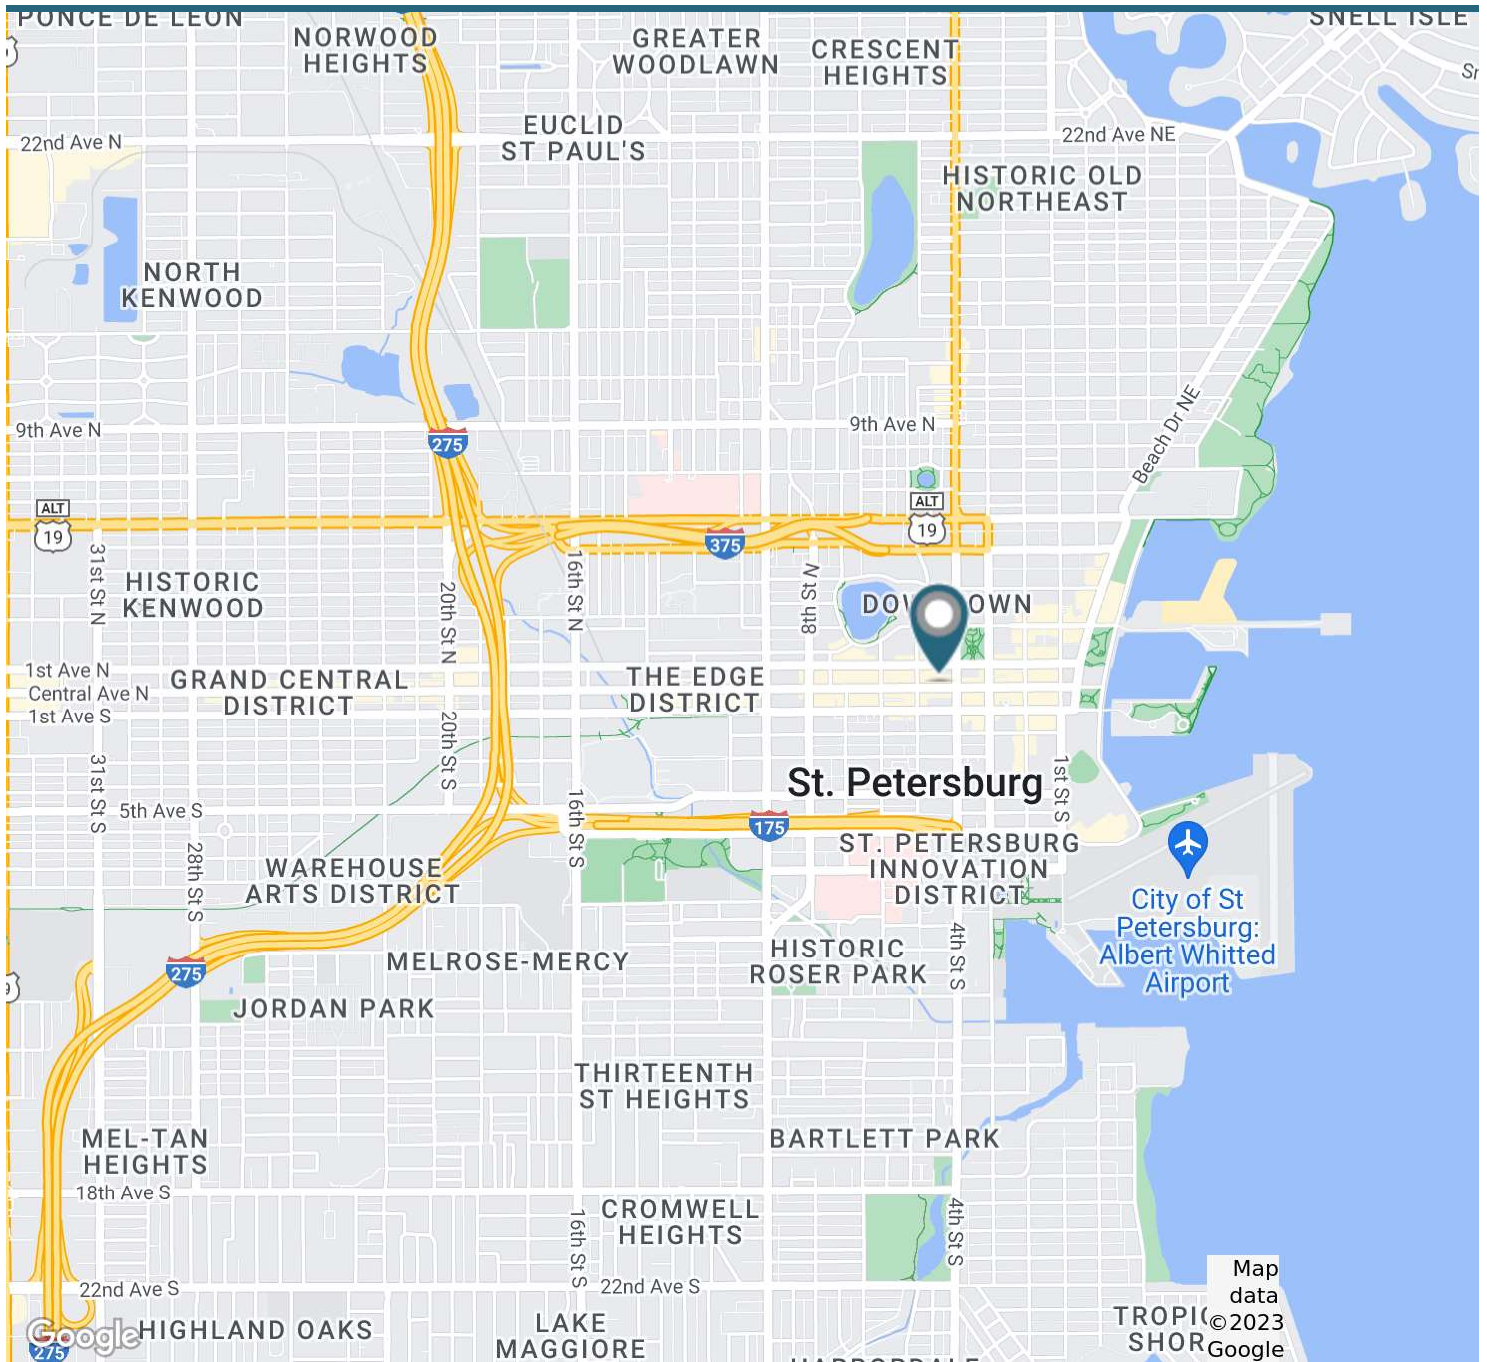 PONCE DE LEON
SNELL ISLE
NORWOOD
HEIGHTS
GREATER
WOODLAWN
CRESCENT
HEIGHTS
22nd Ave N
EUCLID
ST PAUL'S
22nd Ave NE
HISTORIC OLD
NORTHEAST
NORTH
KENWOOD
Beach Dr NE
9th Ave N
275
9th Ave N
ALT
19
375
ALT
19
31st St N
HISTORIC
KENWOOD
20th St N
16th St N
8th St N
1st Ave N
Central Ave N
1st Ave S
GRAND CENTRAL
DISTRICT
THE EDGE
DISTRICT
31st St S
20th St S
16th St S
St. Petersburg
1st St S
5th Ave S
175
28th St S
WAREHOUSE
ARTS DISTRICT
ST. PETERSBURG
INNOVATION
DISTRICT
City of St
Petersburg:
Albert Whitted
Airport
275
MELROSE-MERCY
HISTORIC
ROSER PARK
4th St S
JORDAN PARK
THIRTEENTH
ST HEIGHTS
MEL-TAN
HEIGHTS
BARTLETT PARK
18th Ave S
CROMWELL
HEIGHTS
16th St S
4th St S
22nd Ave S
22nd Ave S
Google
275
HIGHLAND OAKS
LAKE
MAGGIORE
Map
data
©2023
Google